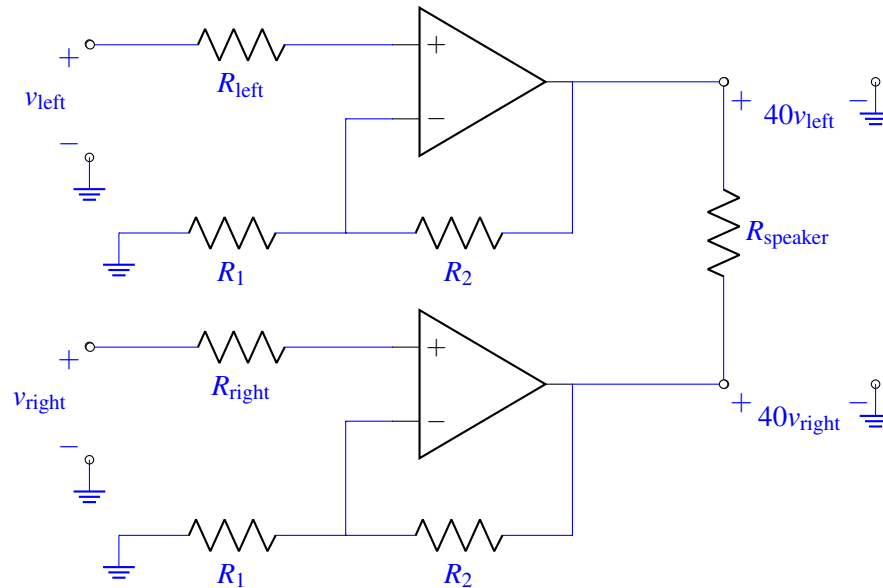 + + −
R_left
v_left + 40v_left −
−
−
R_speaker
R_1 R_2
+ +
R_right
v_right + 40v_right −
−
−
R_1 R_2